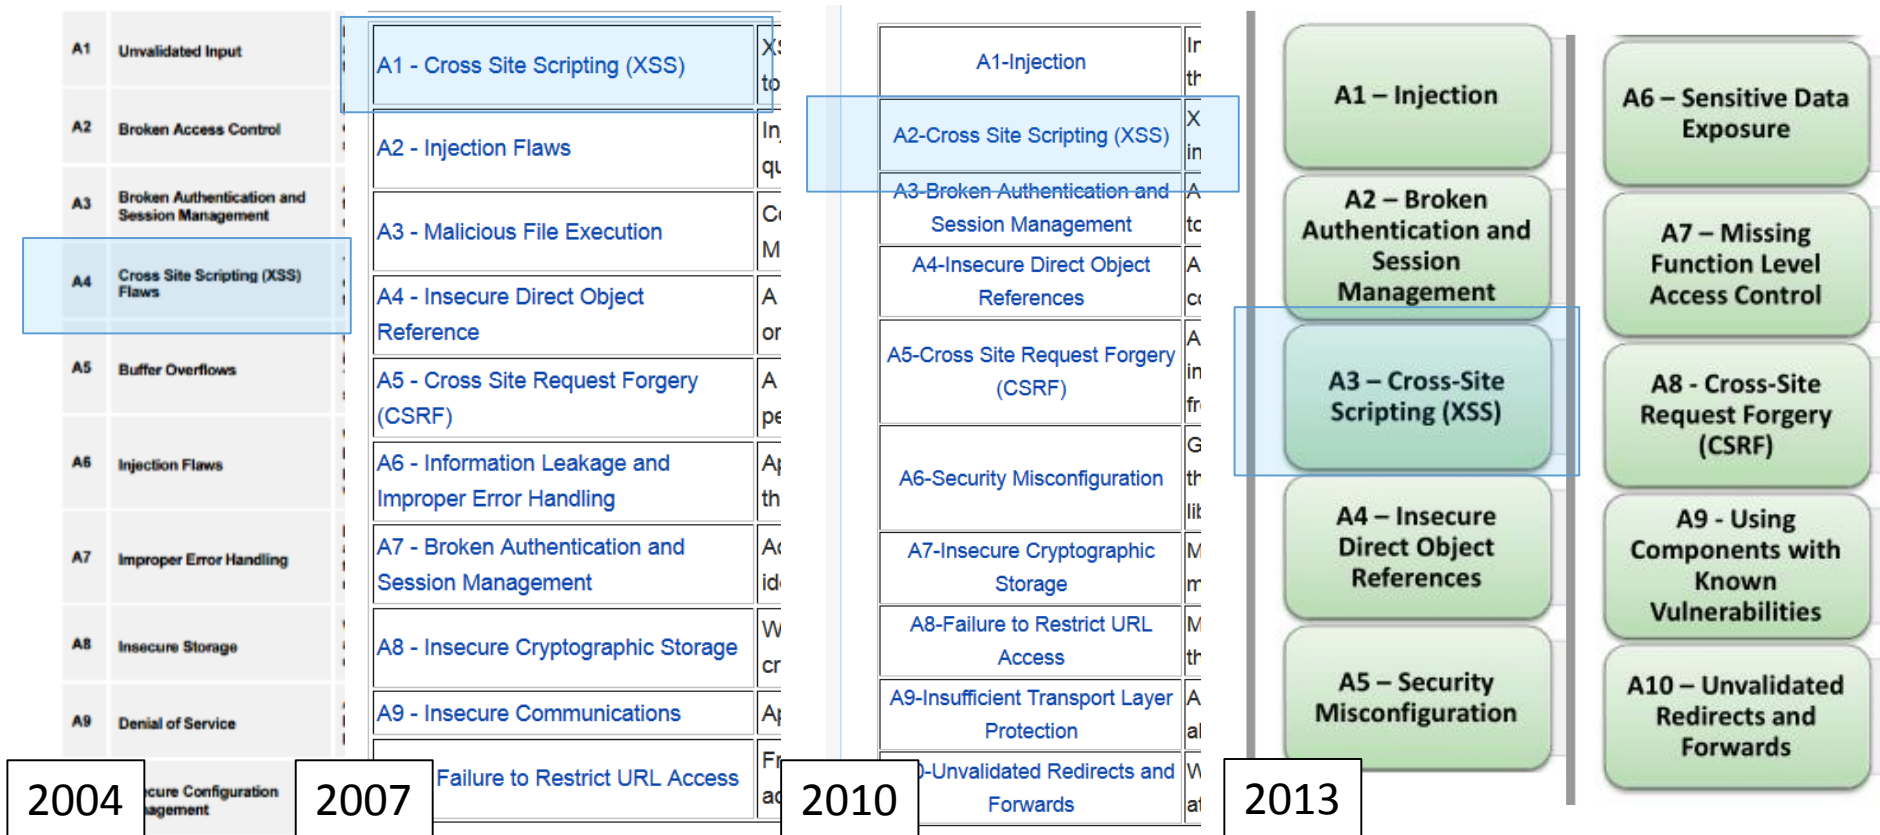 A1 Unvalidated Input
A2 Broken Access Control
A3 Broken Authentication and
Session Management
A4 Cross Site Scripting (XSS)
Flaws
A5 Buffer Overflows
A6 Injection Flaws
A7 Improper Error Handling
A8 Insecure Storage
A9 Denial of Service
Configuration
2004
A1 - Cross Site Scripting (XSS)
to
A2 - Injection Flaws
A3 - Malicious File Execution
A4 - Insecure Direct Object
Reference
A
or
A5 - Cross Site Request Forgery
(CSRF)
A
A6 - Information Leakage and
Improper Error Handling
A7 - Broken Authentication and
Session Management
A8 - Insecure Cryptographic Storage
A9 - Insecure Communications
Failure to Restrict URL Access
2007
A1-Injection
A2-Cross Site Scripting (XSS)
in
A3-Broken Authentication and
Session Management
A
to
A4-Insecure Direct Object
References
A
A5-Cross Site Request Forgery
(CSRF)
A6-Security Misconfiguration
A7-Insecure Cryptographic
Storage
A8-Failure to Restrict URL
Access
A9-Insufficient Transport Layer
Protection
-Unvalidated Redirects and
Forwards
2010
A1 – Injection
A2 – Broken
Authentication and
Session
Management
A3 – Cross-Site
Scripting (XSS)
A4 – Insecure
Direct Object
References
A5 – Security
Misconfiguration
2013
A6 – Sensitive Data
Exposure
A7 – Missing
Function Level
Access Control
A8 - Cross-Site
Request Forgery
(CSRF)
A9 - Using
Components with
Known
Vulnerabilities
A10 – Unvalidated
Redirects and
Forwards